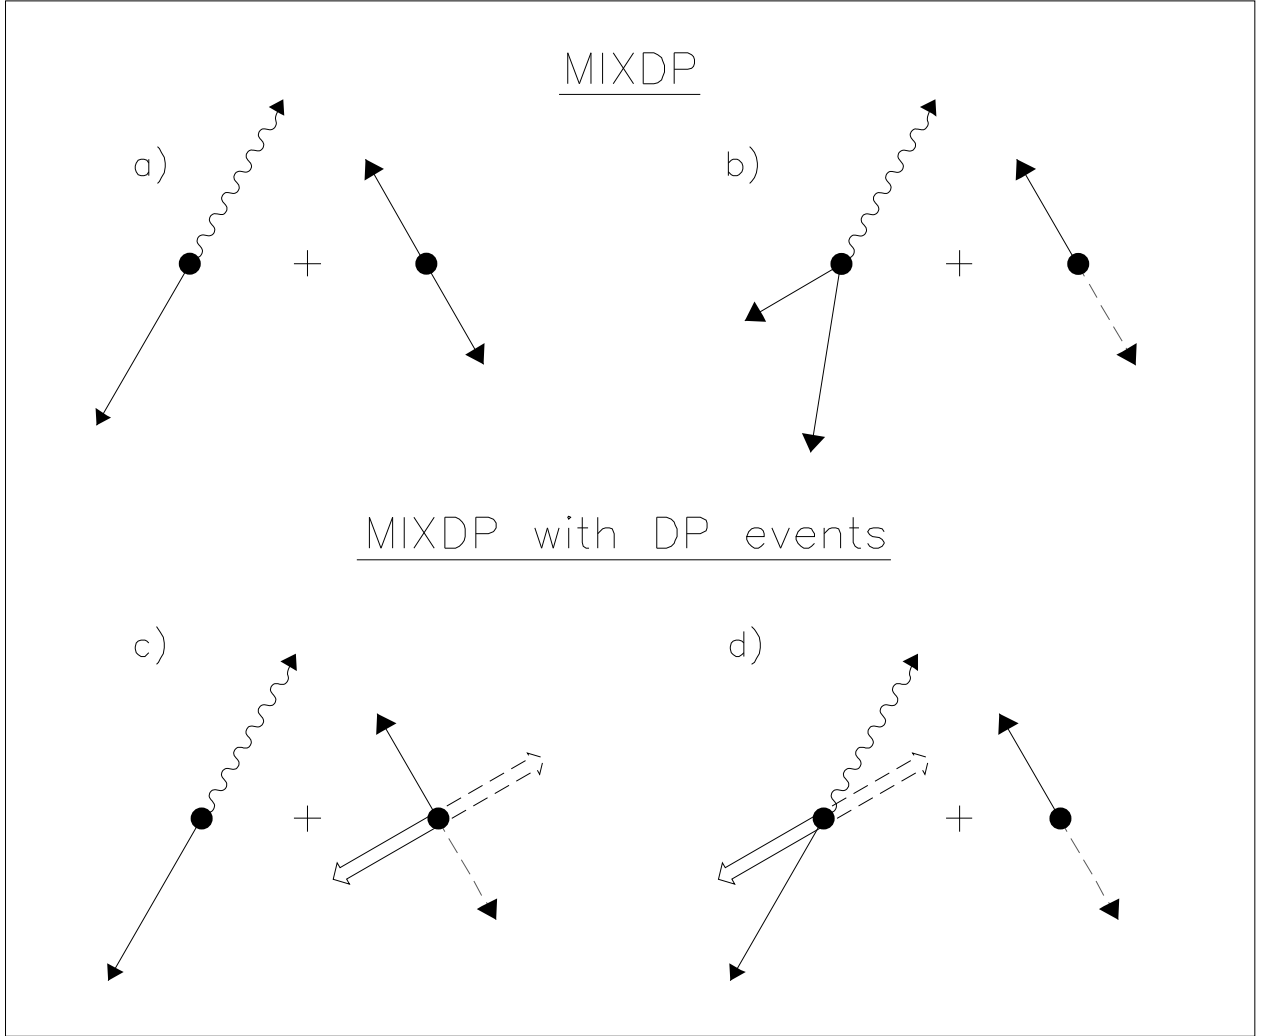 MIXDP
a)
b)
+
+
MIXDP with DP events
c)
d)
+
+